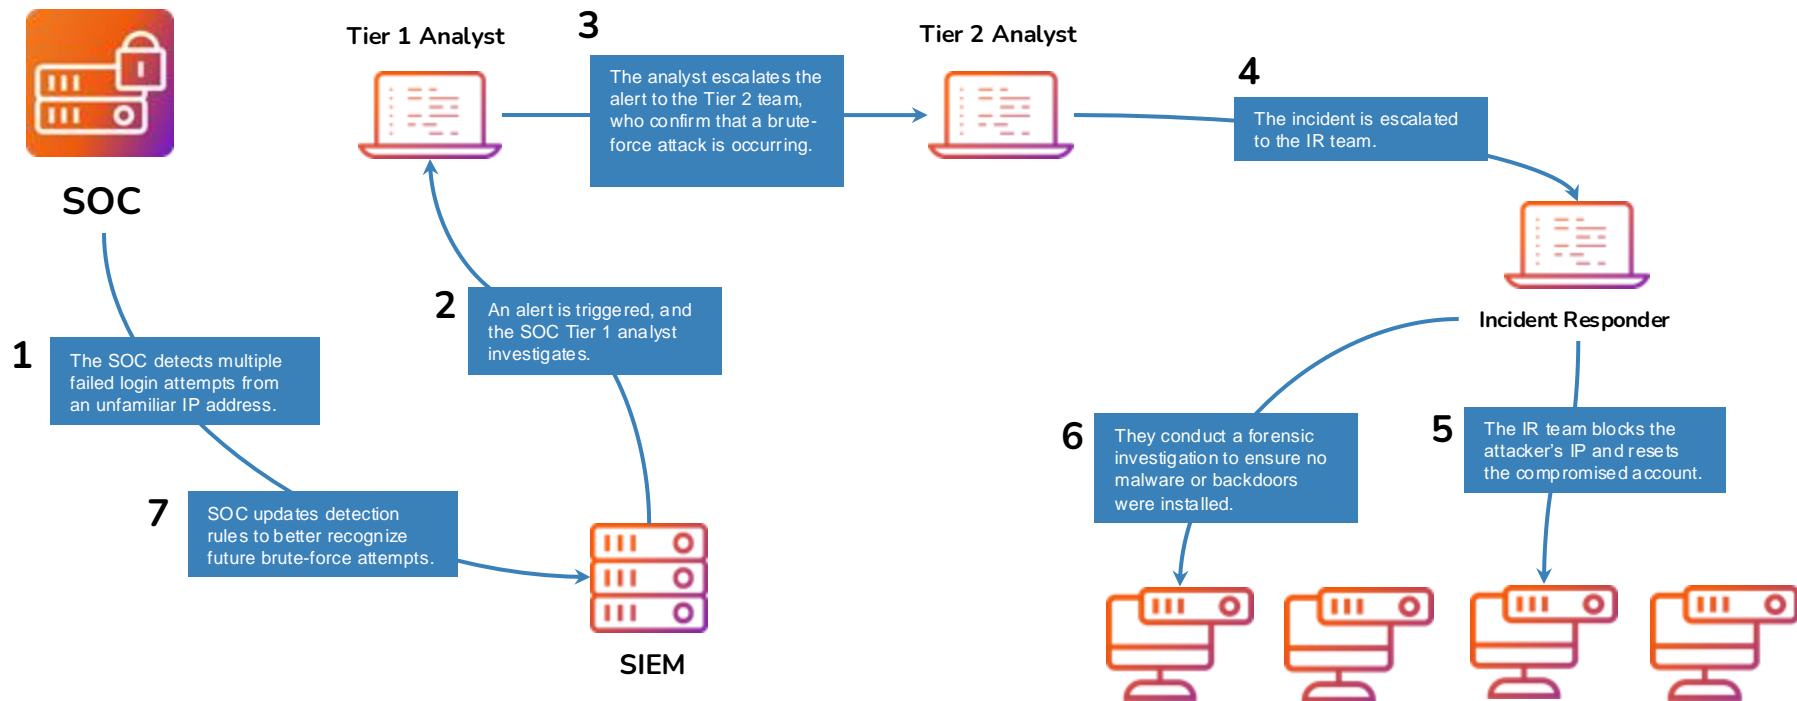 SOC
1
The SOC detects multiple
failed login attempts from
an unfamiliar IP address.
7
SOC updates detection
rules to better recognize
future brute-force attempts.
SIEM
2
An alert is triggered, and
the SOC Tier 1 analyst
investigates.
Tier 1 Analyst
3
The analyst escalates the
alert to the Tier 2 team,
who confirm that a brute-
force attack is occurring.
Tier 2 Analyst
4
The incident is escalated
to the IR team.
Incident Responder
5
The IR team blocks the
attacker’s IP and resets
the compromised account.
6
They conduct a forensic
investigation to ensure no
malware or backdoors
were installed.